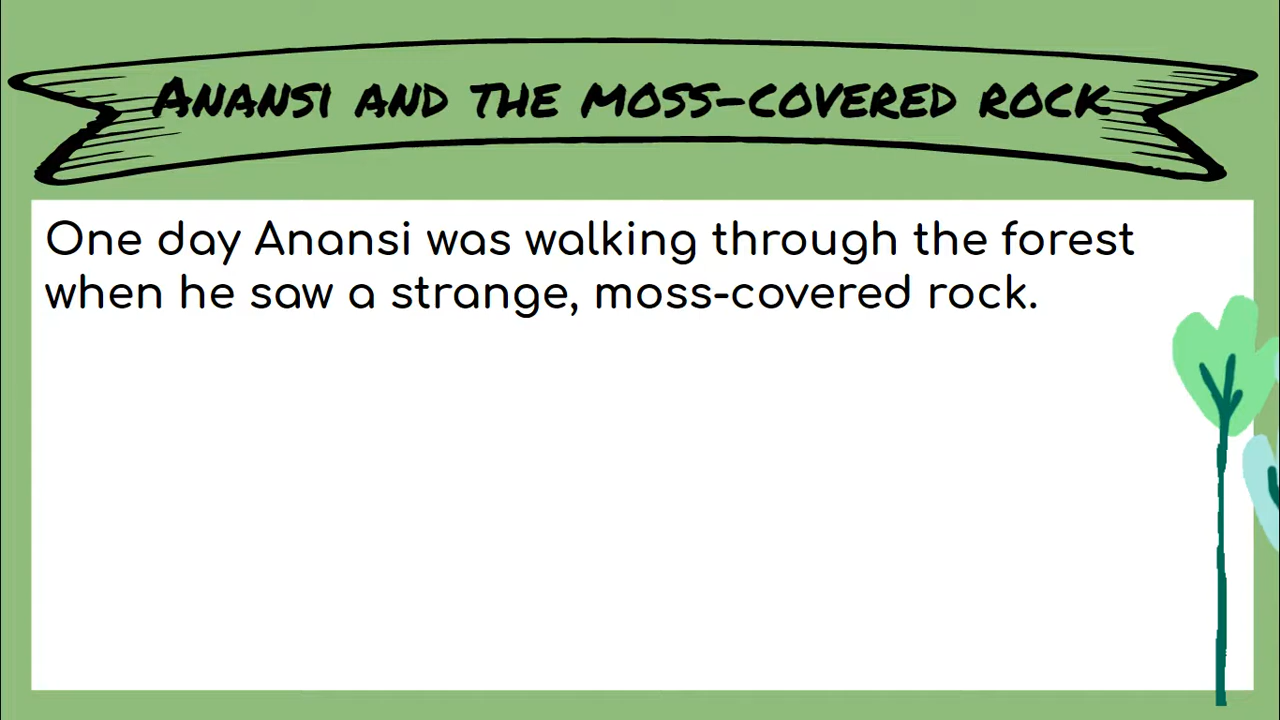 Anansi and the moss-covered rock
One day Anansi was walking through the forest
when he saw a strange, moss-covered rock.